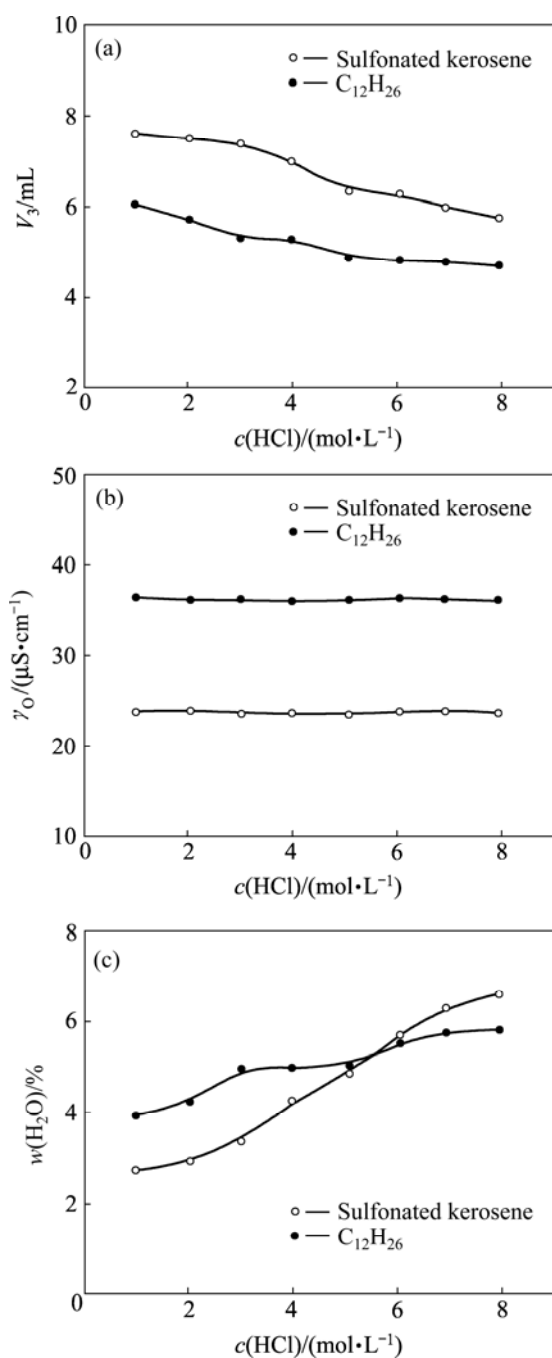 (a)
Sulfonated kerosene
C₁₂H₂₆
V₃/mL
10
8
6
4
2
0 2 4 6 8
c(HCl)/(mol·L⁻¹)
(b)
Sulfonated kerosene
C₁₂H₂₆
γ_O/(μS·cm⁻¹)
50
40
30
20
10
0 2 4 6 8
c(HCl)/(mol·L⁻¹)
(c)
w(H₂O)/%
8
6
4
2
0
Sulfonated kerosene
C₁₂H₂₆
2 4 6 8
c(HCl)/(mol·L⁻¹)